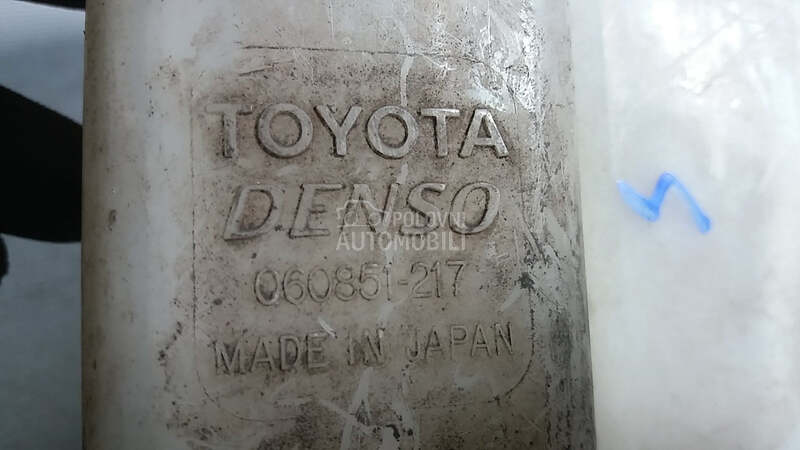 TOYOTA
DENSO
POLOVNI
AUTOMOBILI
060851-217
MADE IN JAPAN